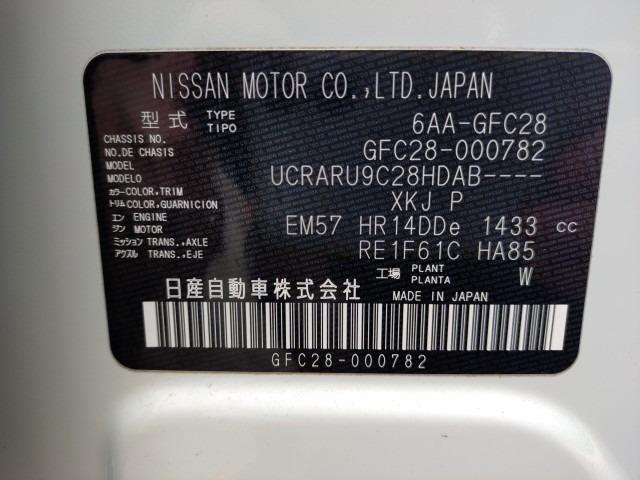 NISSAN MOTOR CO.,LTD.JAPAN
型式 TYPE TIPO 6AA-GFC28
CHASSIS NO.
NO.DE CHASIS GFC28-000782
MODEL
MODELO UCRARU9C28HDAB----
カラー COLOR,TRIM
トリム COLOR,GUARNICION XKJ P
エン ENGINE
ジン MOTOR EM57 HR14DDe 1433 cc
ミッション TRANS.,AXLE
アクスル TRANS.,EJE RE1F61C HA85
工場 PLANT PLANTA W
日産自動車株式会社 MADE IN JAPAN
GFC28-000782